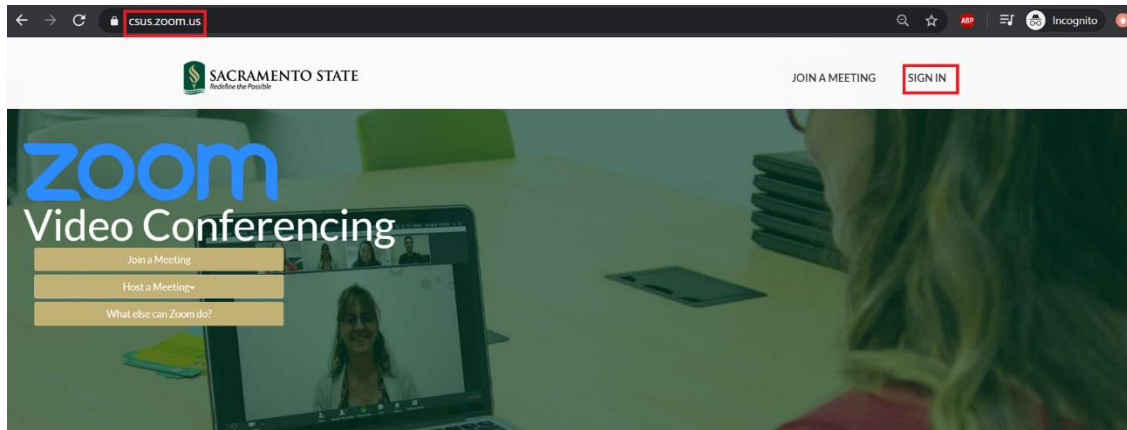 csus.zoom.us
ABP
Incognito
SACRAMENTO STATE
Redefine the Possible
JOIN A MEETING
SIGN IN
zoom
Video Conferencing
Join a Meeting
Host a Meeting
What else can Zoom do?